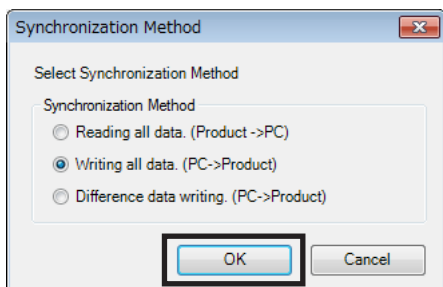 Synchronization Method
Select Synchronization Method
Synchronization Method
Reading all data. (Product ->PC)
Writing all data. (PC->Product)
Difference data writing. (PC->Product)
OK Cancel